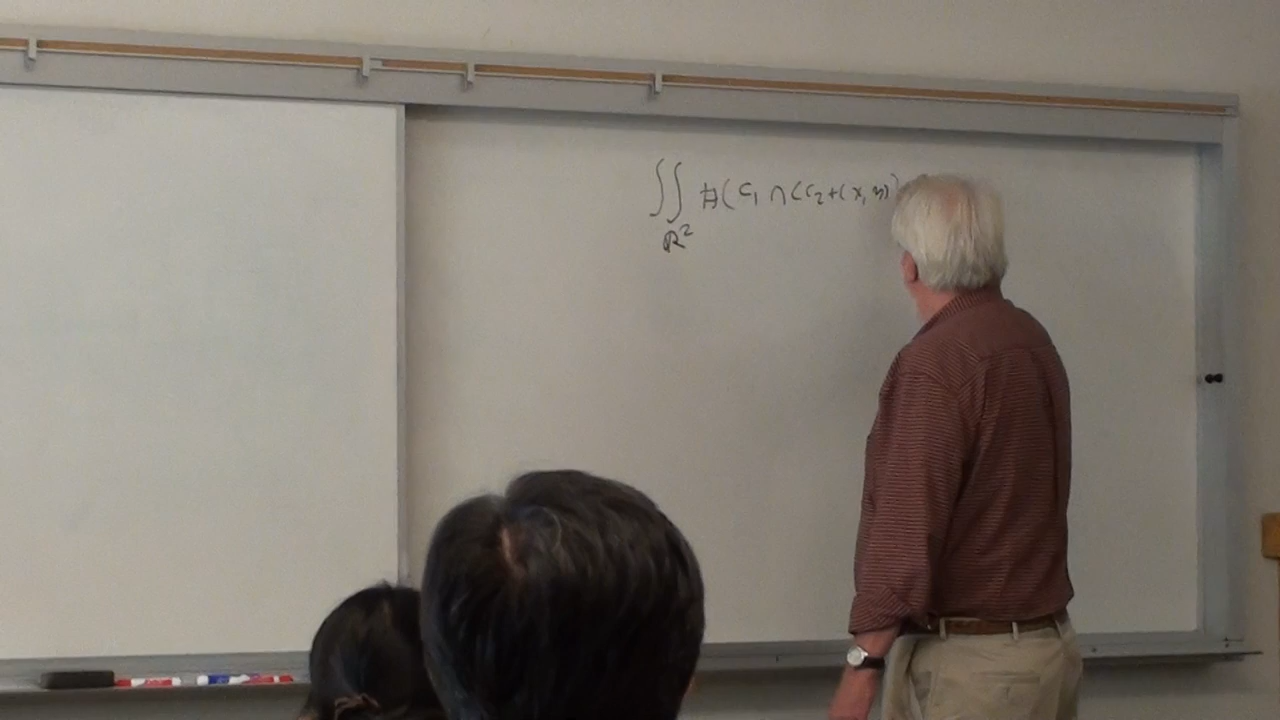 ∬ #(C₁ ∩ (C₂+(x,y))
ℝ²